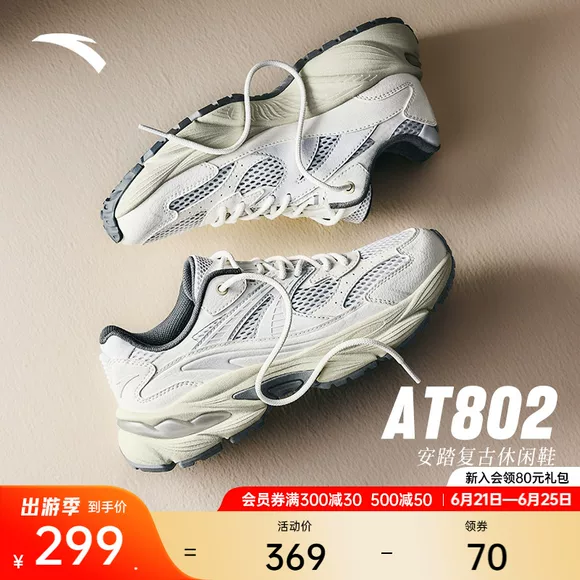 AT802
安踏复古休闲鞋
新入会领80元礼包
会员券满300减30 500减50 6月21日—6月25日
出游季 到手价
活动价
领券
¥299 = 369 - 70